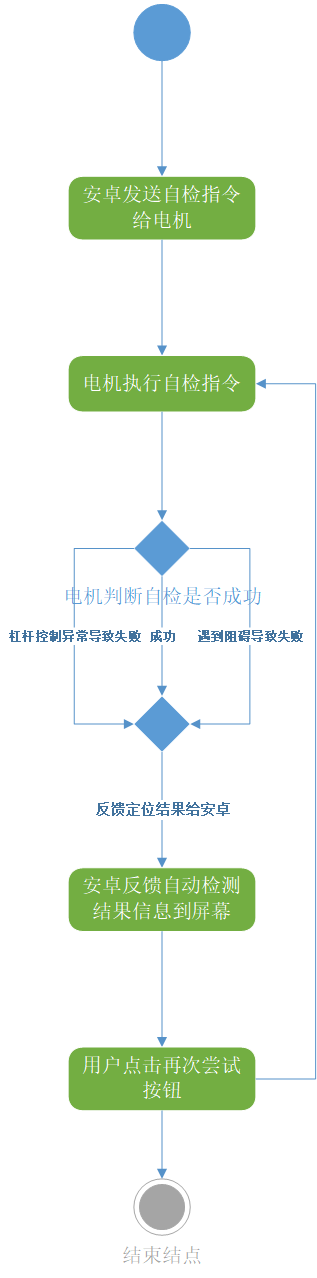 安卓发送自检指令
给电机
电机执行自检指令
电机判断自检是否成功
杠杆控制异常导致失败 成功 遇到阻碍导致失败
反馈定位结果给安卓
安卓反馈自动检测
结果信息到屏幕
用户点击再次尝试
按钮
结束结点